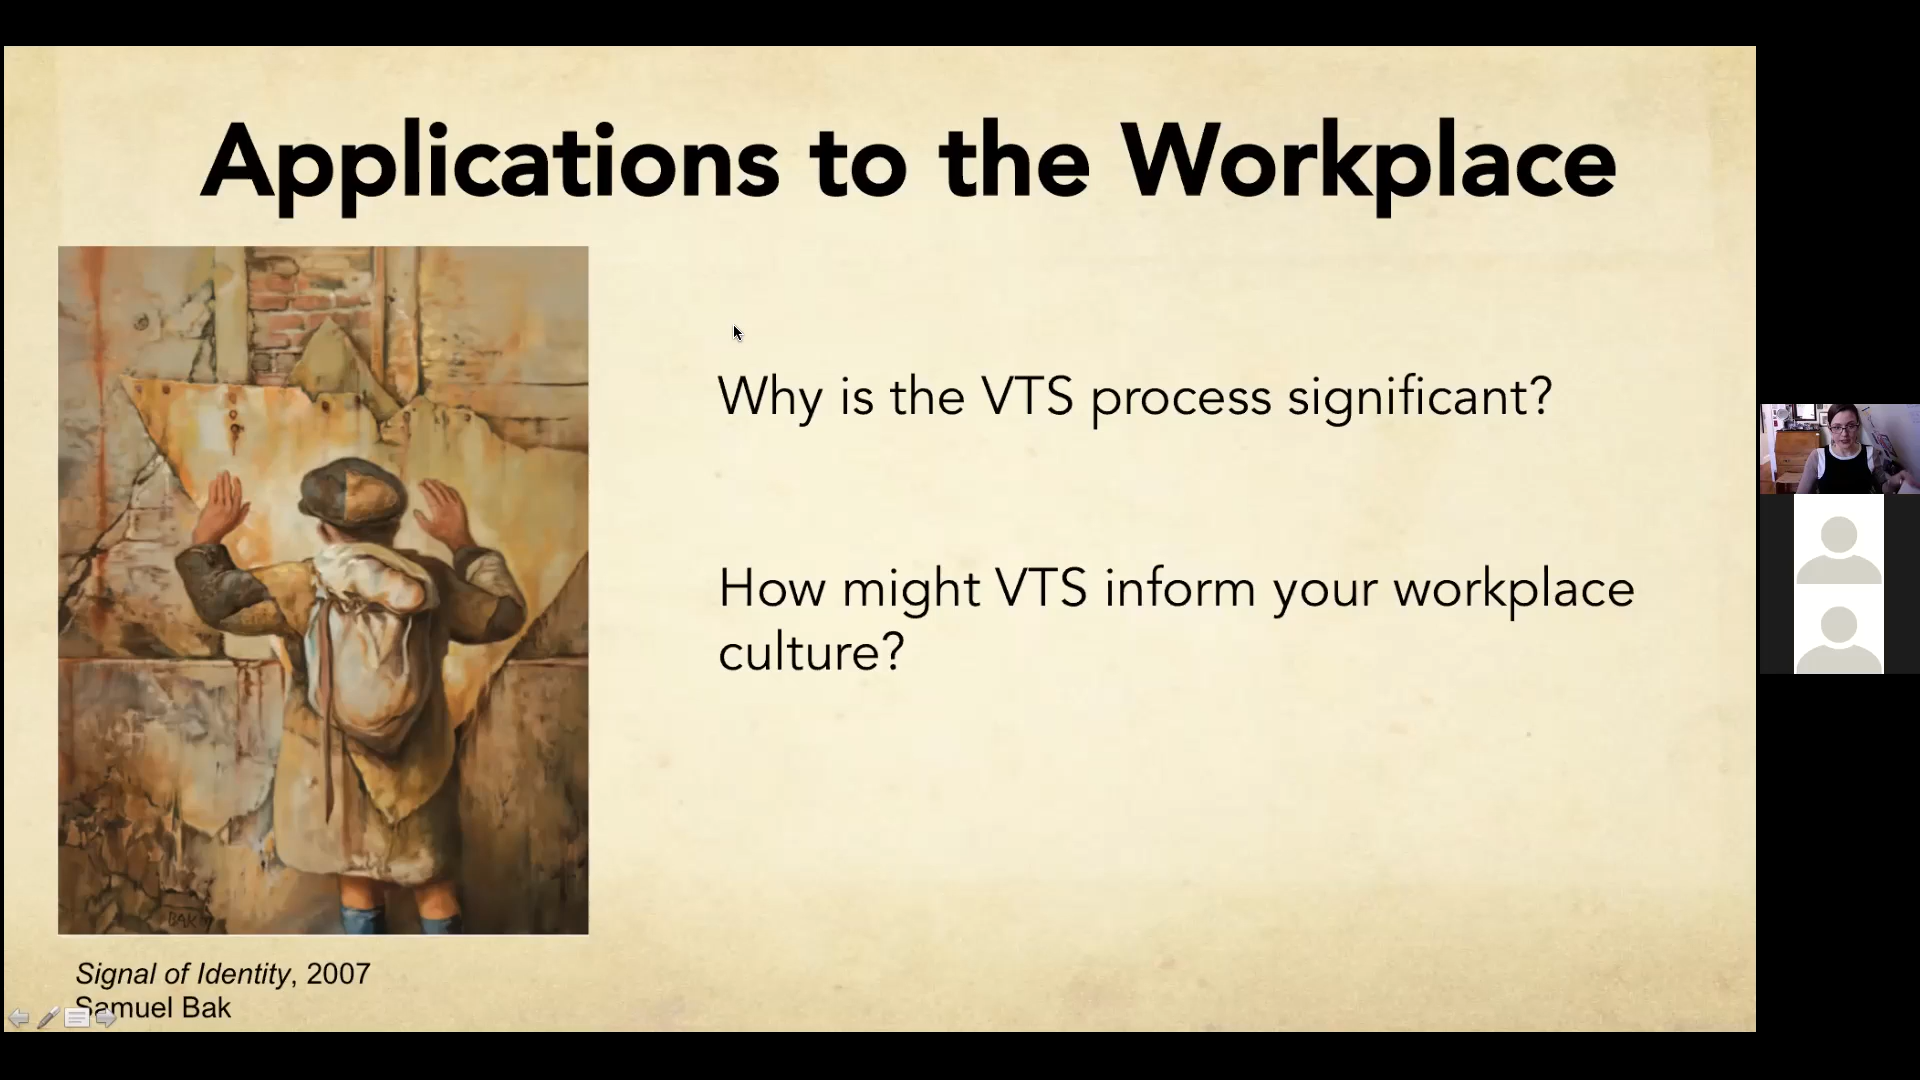 Applications to the Workplace
Why is the VTS process significant?
How might VTS inform your workplace
culture?
BAK
Signal of Identity, 2007
Samuel Bak